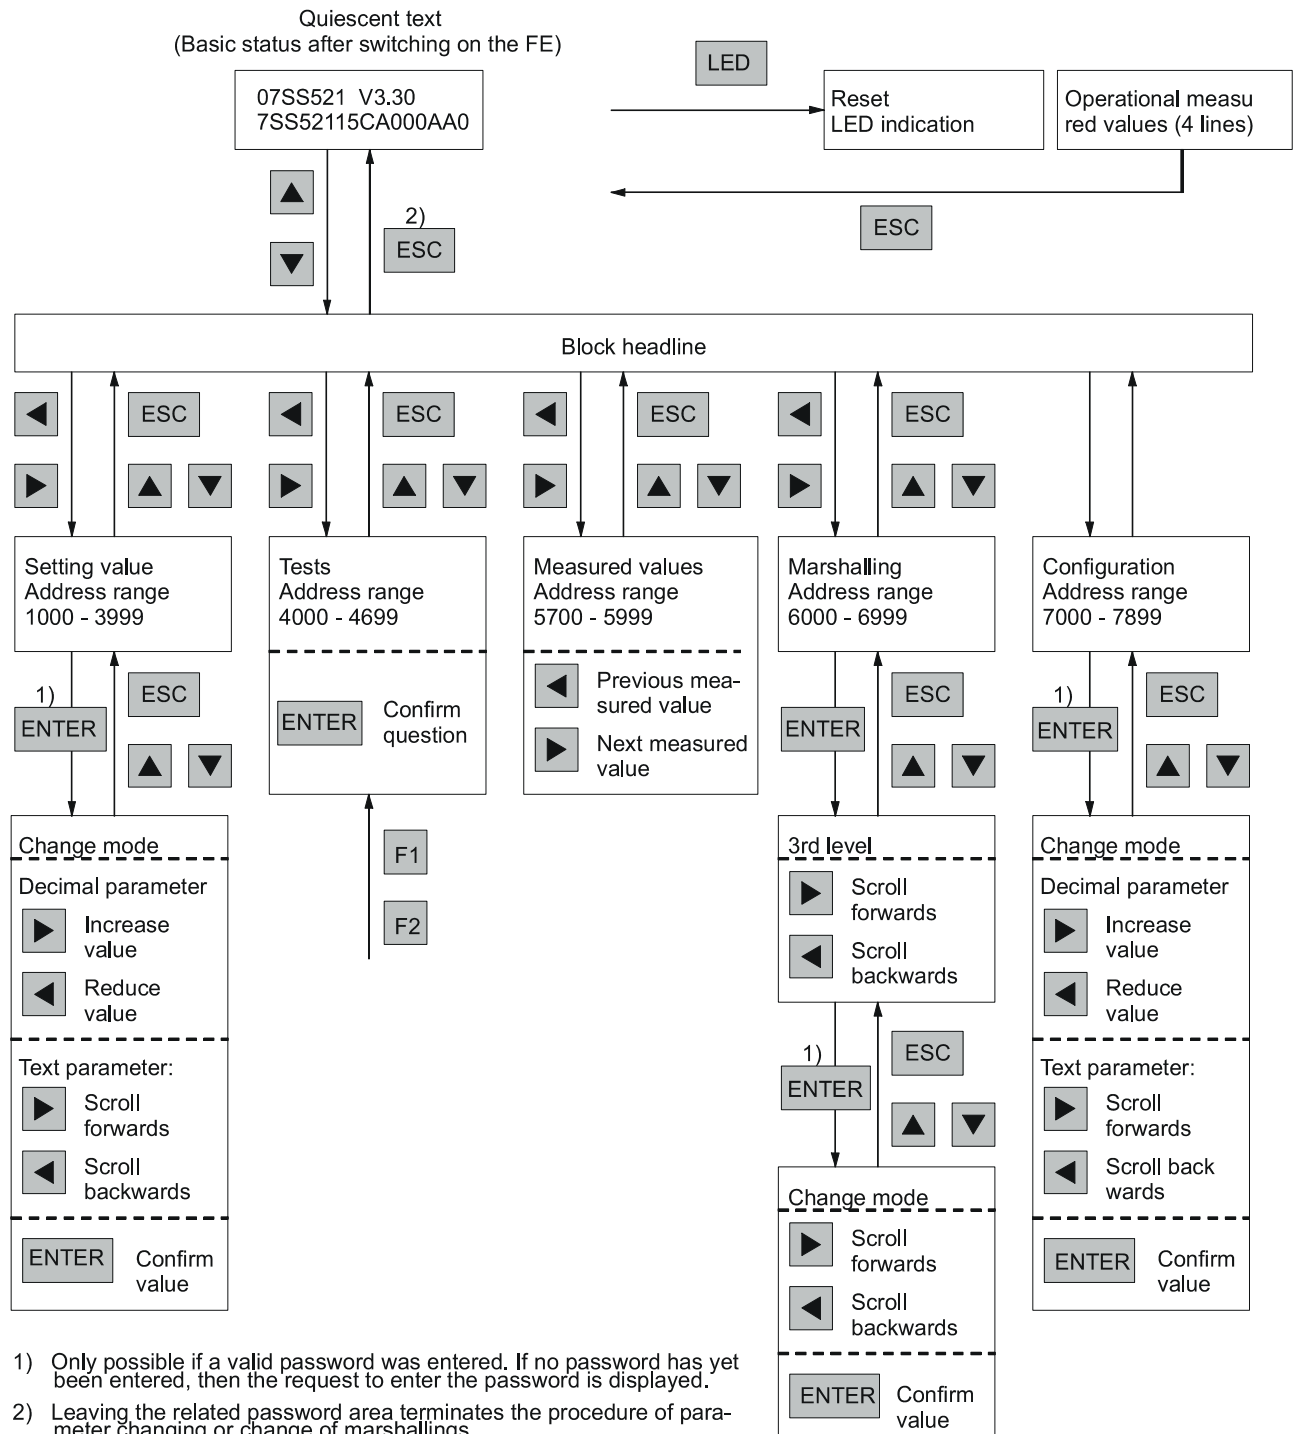 Quiescent text
(Basic status after switching on the FE)
07SS521 V3.30
7SS52115CA000AA0
LED
Reset
LED indication
Operational measu
red values (4 lines)
ESC
2)
ESC
Block headline
ESC
ESC
ESC
ESC
Setting value
Address range
1000 - 3999
Tests
Address range
4000 - 4699
Measured values
Address range
5700 - 5999
Marshalling
Address range
6000 - 6999
Configuration
Address range
7000 - 7899
1)
ENTER
ESC
ENTER
Confirm
question
Previous mea-
sured value
Next measured
value
ENTER
ESC
1)
ENTER
ESC
Change mode
Decimal parameter
Increase
value
Reduce
value
Text parameter:
Scroll
forwards
Scroll
backwards
ENTER
Confirm
value
F1
F2
3rd level
Scroll
forwards
Scroll
backwards
1)
ENTER
ESC
Change mode
Scroll
forwards
Scroll
backwards
ENTER
Confirm
value
Change mode
Decimal parameter
Increase
value
Reduce
value
Text parameter:
Scroll
forwards
Scroll back
wards
ENTER
Confirm
value
1) Only possible if a valid password was entered. If no password has yet
been entered, then the request to enter the password is displayed.
2) Leaving the related password area terminates the procedure of para-
meter changing or change of marshallings